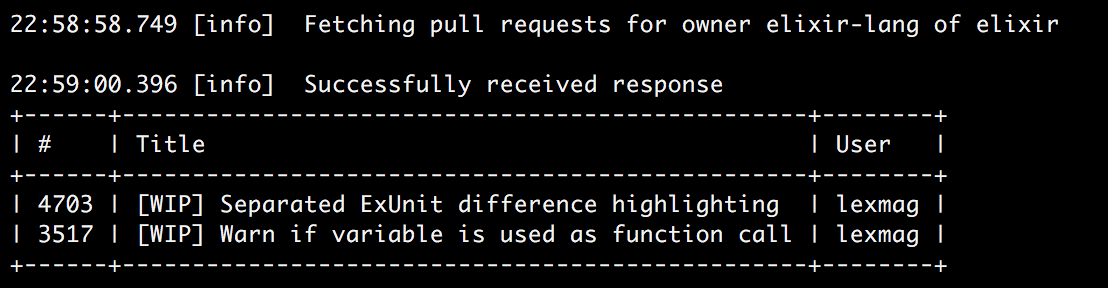 22:58:58.749 [info]  Fetching pull requests for owner elixir-lang of elixir

22:59:00.396 [info]  Successfully received response
+------+--------------------------------------------------+--------+
| #    | Title                                            | User   |
+------+--------------------------------------------------+--------+
| 4703 | [WIP] Separated ExUnit difference highlighting  | lexmag |
| 3517 | [WIP] Warn if variable is used as function call | lexmag |
+------+--------------------------------------------------+--------+